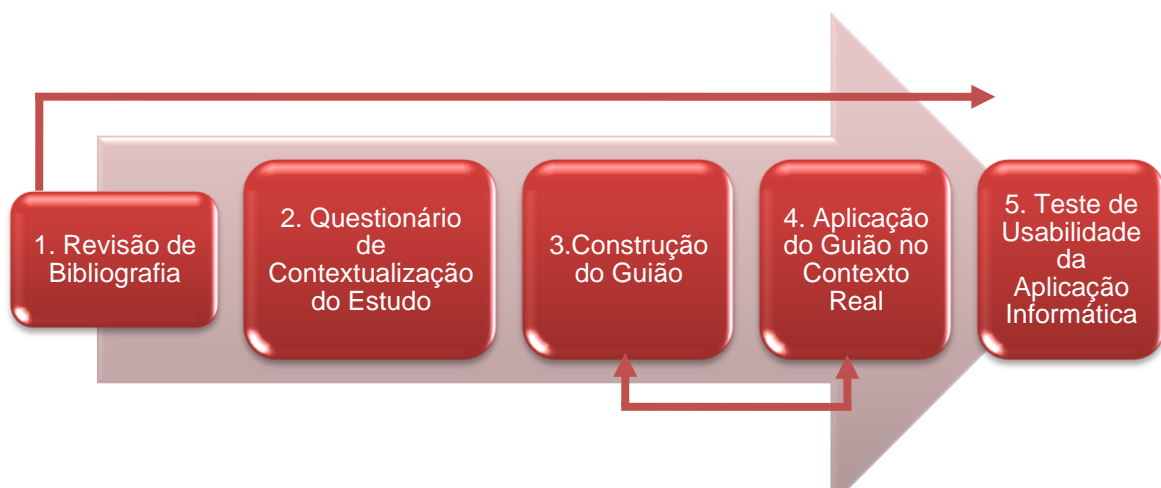 1. Revisão de
Bibliografia
2. Questionário
de
Contextualização
do Estudo
3.Construção
do Guião
4. Aplicação
do Guião no
Contexto
Real
5. Teste de
Usabilidade
da
Aplicação
Informática